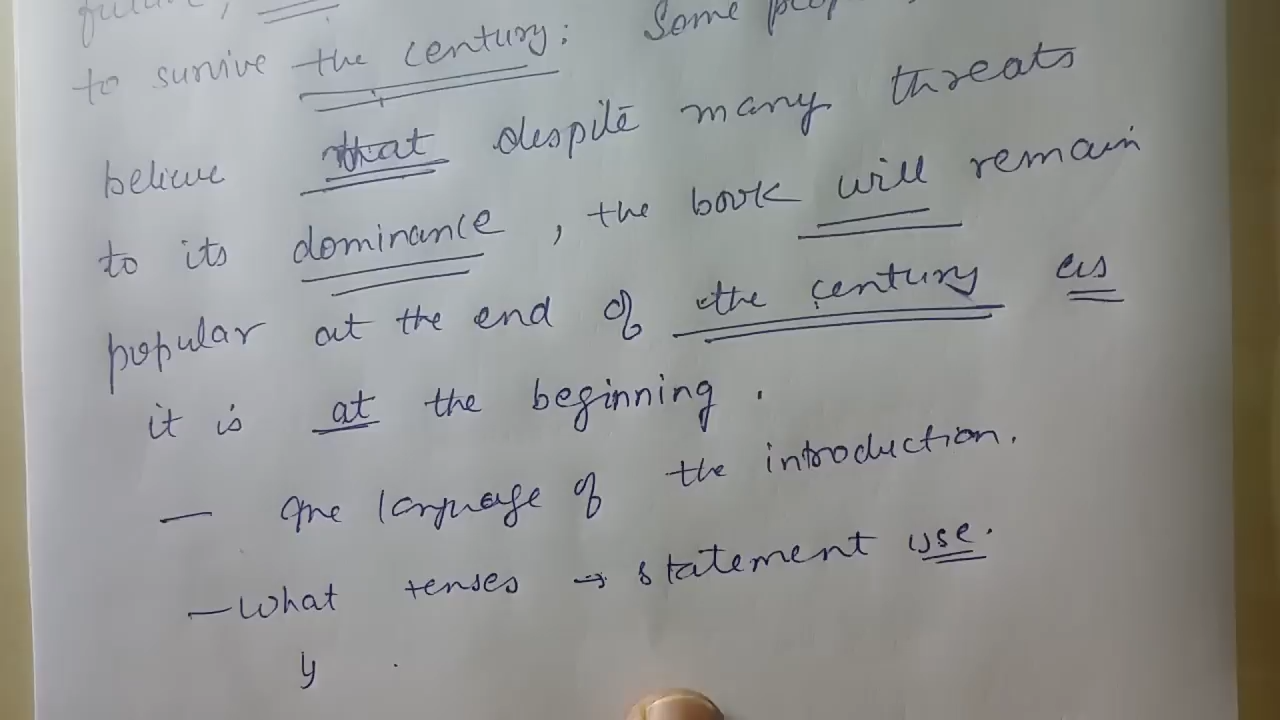 future,
to survive the century: Some
believe that despite many threats
to its dominance, the book will remain
popular at the end of the century as
it is at the beginning.
— The language of the introduction.
— What tenses → statement use.
y